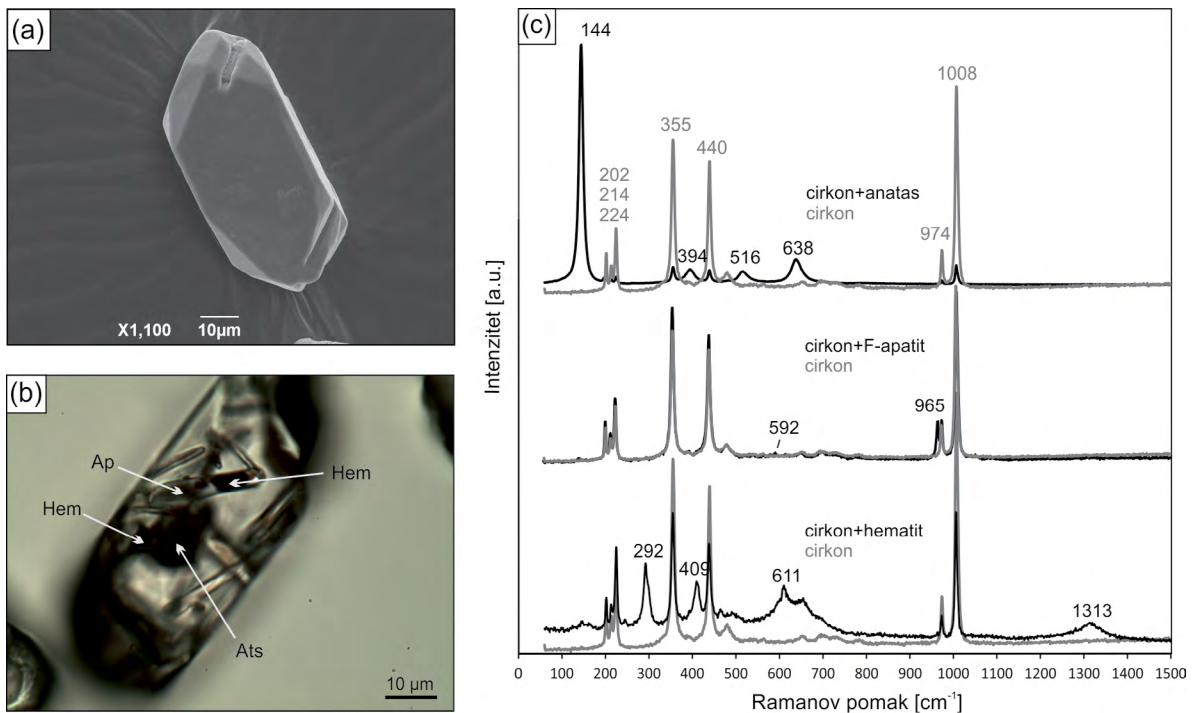 (a)
X1,100
10µm
(b)
Ap
Hem
Hem
Ats
10 µm
(c)
144
1008
355
440
202
214
224
cirkon+anatas
cirkon
974
394
516
638
cirkon+F-apatit
cirkon
965
592
cirkon+hematit
cirkon
292
409
611
1313
Intenzitet [a.u.]
0 100 200 300 400 500 600 700 800 900 1000 1100 1200 1300 1400 1500
Ramanov pomak [cm⁻¹]